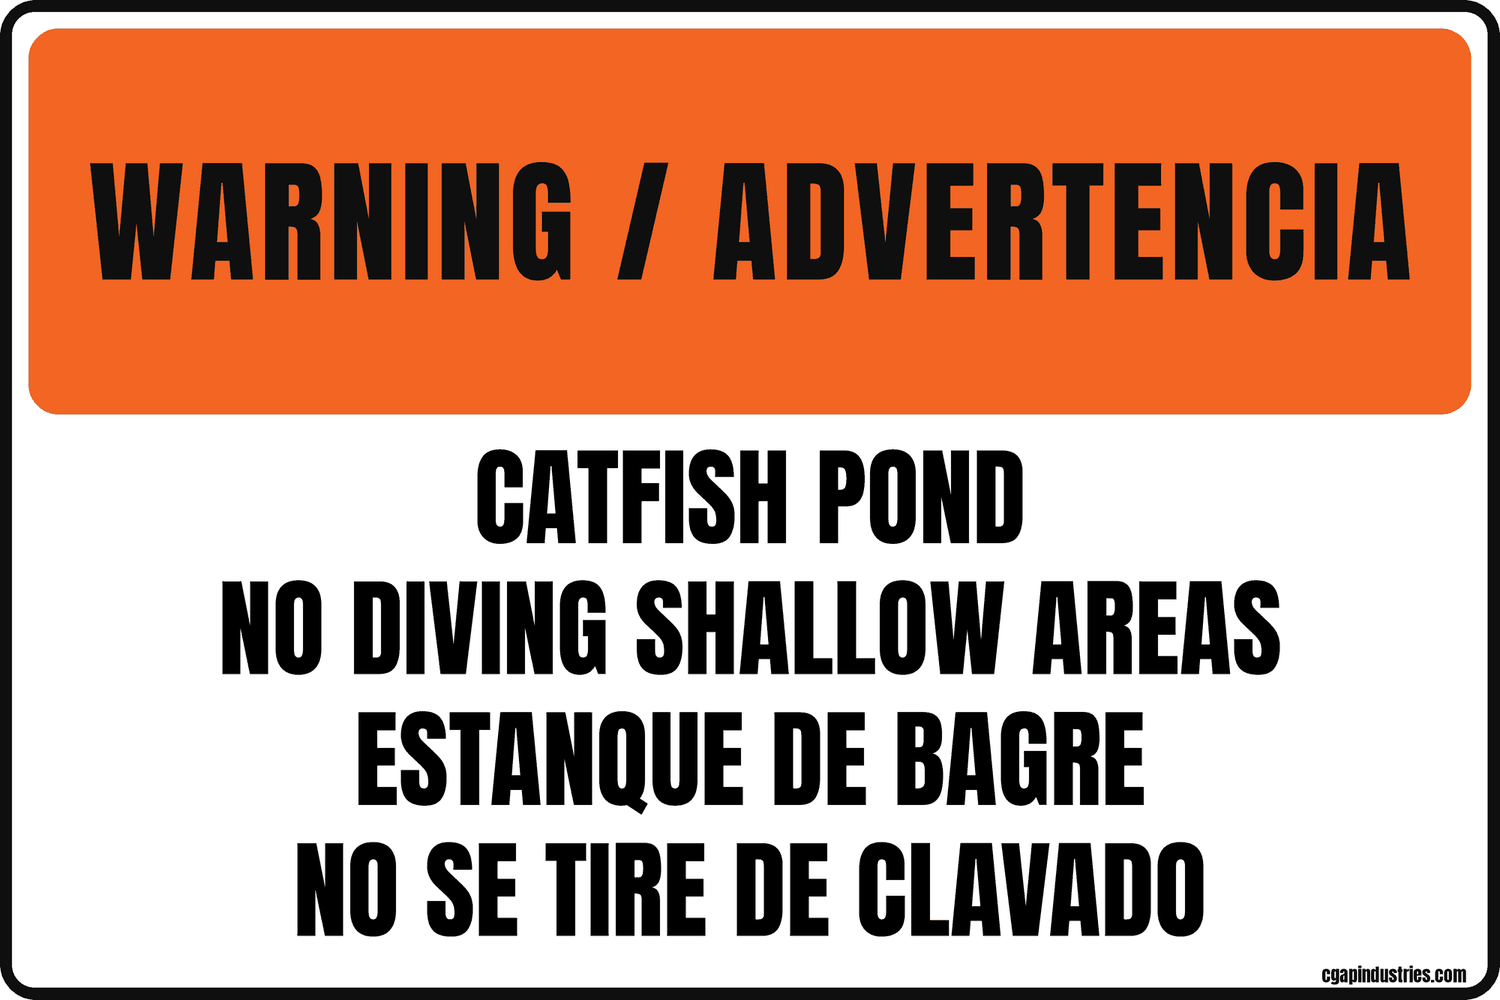 WARNING / ADVERTENCIA
CATFISH POND
NO DIVING SHALLOW AREAS
ESTANQUE DE BAGRE
NO SE TIRE DE CLAVADO
cgapindustries.com